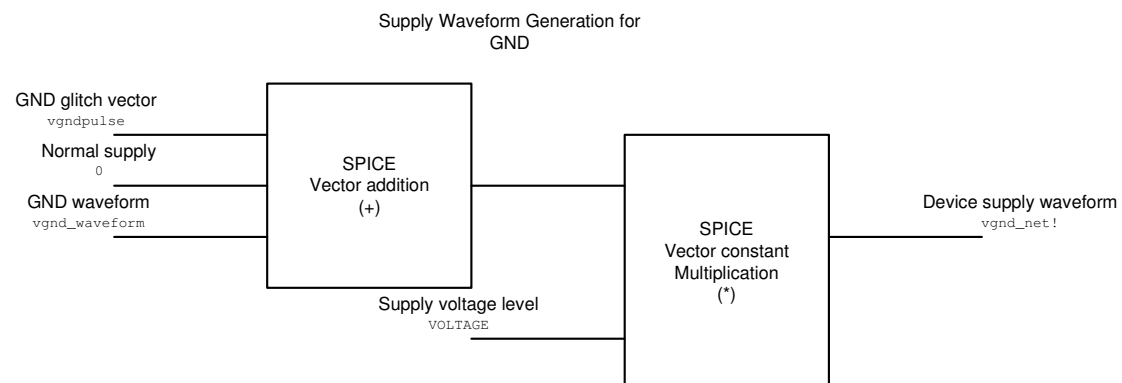 Supply Waveform Generation for
GND
GND glitch vector
vgndpulse
Normal supply
0
GND waveform
vgnd_waveform
SPICE
Vector addition
(+)
Supply voltage level
VOLTAGE
SPICE
Vector constant
Multiplication
(*)
Device supply waveform
vgnd_net!